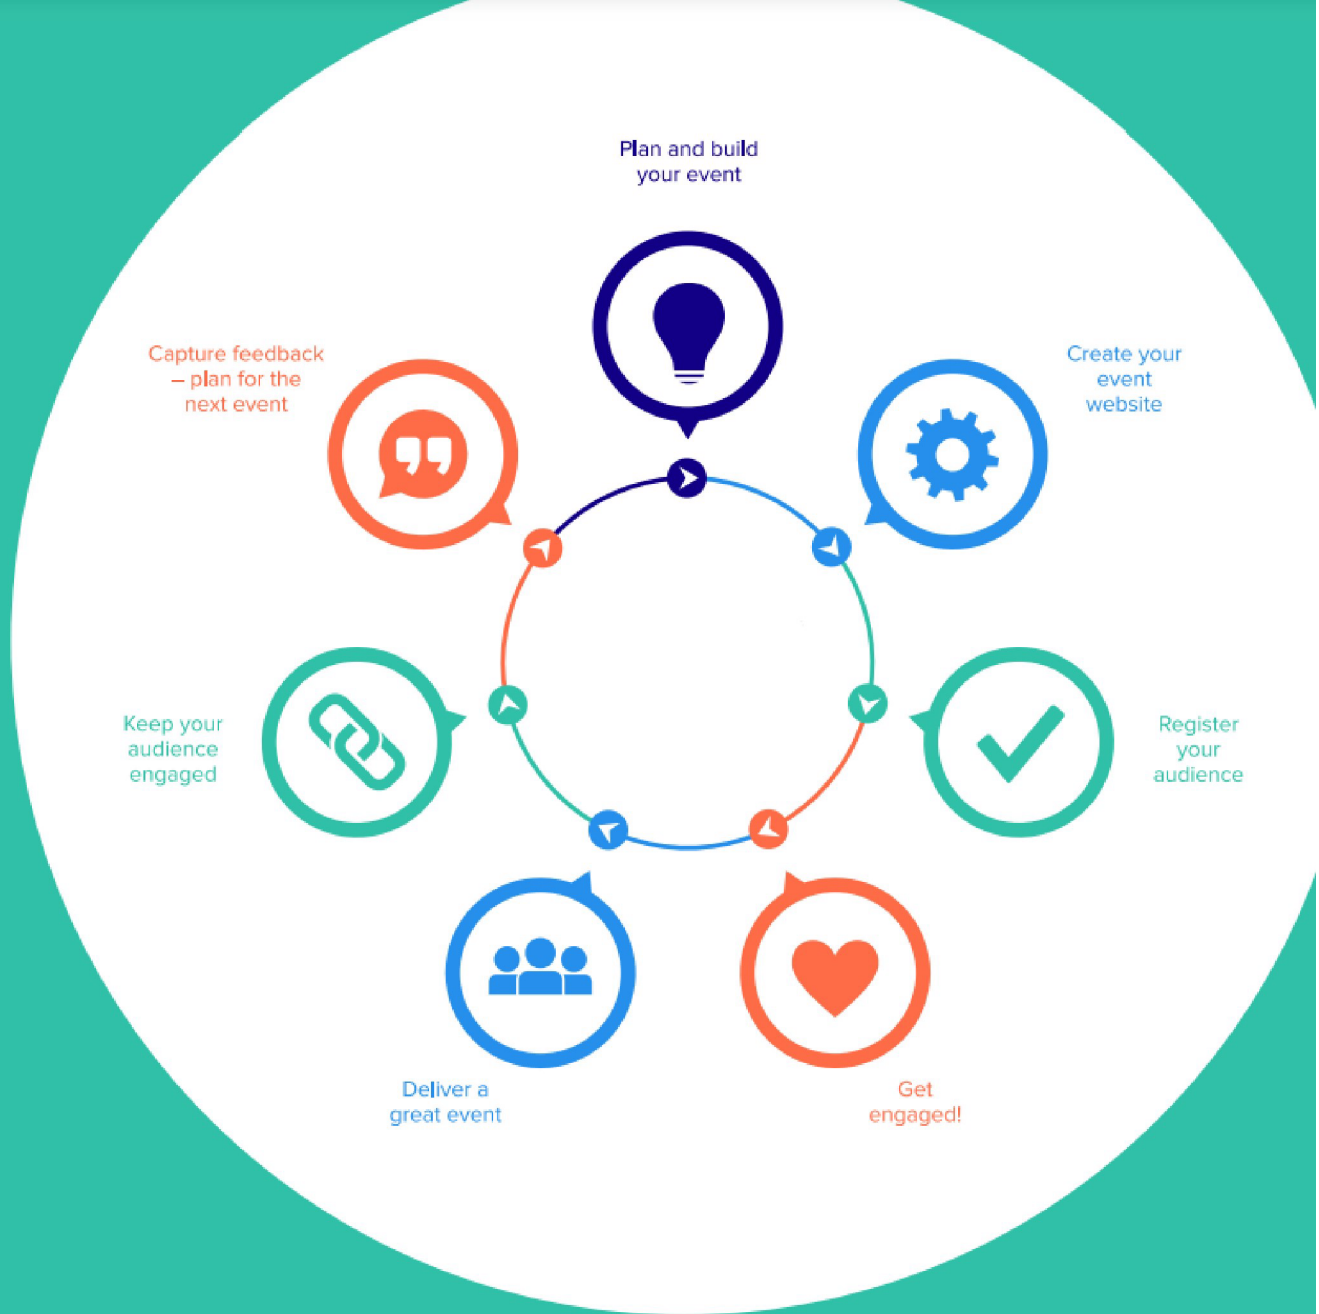 Plan and build
your event
Create your
event
website
Register
your
audience
Get
engaged!
Deliver a
great event
Keep your
audience
engaged
Capture feedback
– plan for the
next event